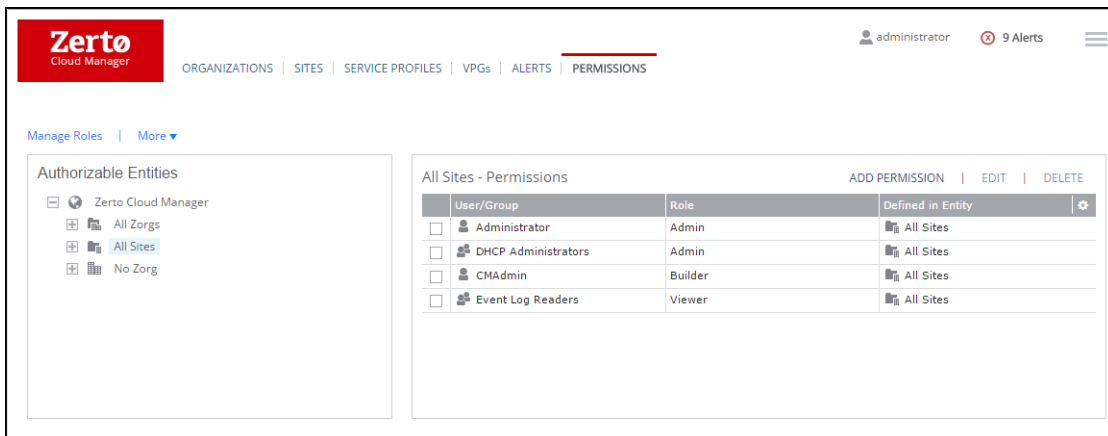 Zerto
Cloud Manager
administrator
9 Alerts
ORGANIZATIONS | SITES | SERVICE PROFILES | VPGs | ALERTS | PERMISSIONS
Manage Roles | More
Authorizable Entities
Zerto Cloud Manager
All Zorgs
All Sites
No Zorg
All Sites - Permissions
ADD PERMISSION | EDIT | DELETE
User/Group Role Defined in Entity
Administrator Admin All Sites
DHCP Administrators Admin All Sites
CMAdmin Builder All Sites
Event Log Readers Viewer All Sites